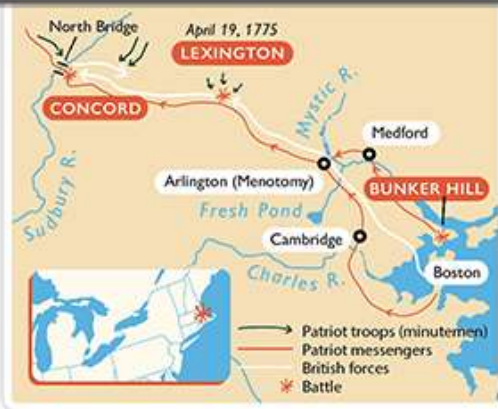 North Bridge
April 19, 1775
LEXINGTON
CONCORD
Mystic R.
Medford
Arlington (Menotomy)
BUNKER HILL
Sudbury R.
Fresh Pond
Cambridge
Charles R.
Boston
Patriot troops (minutemen)
Patriot messengers
British forces
Battle